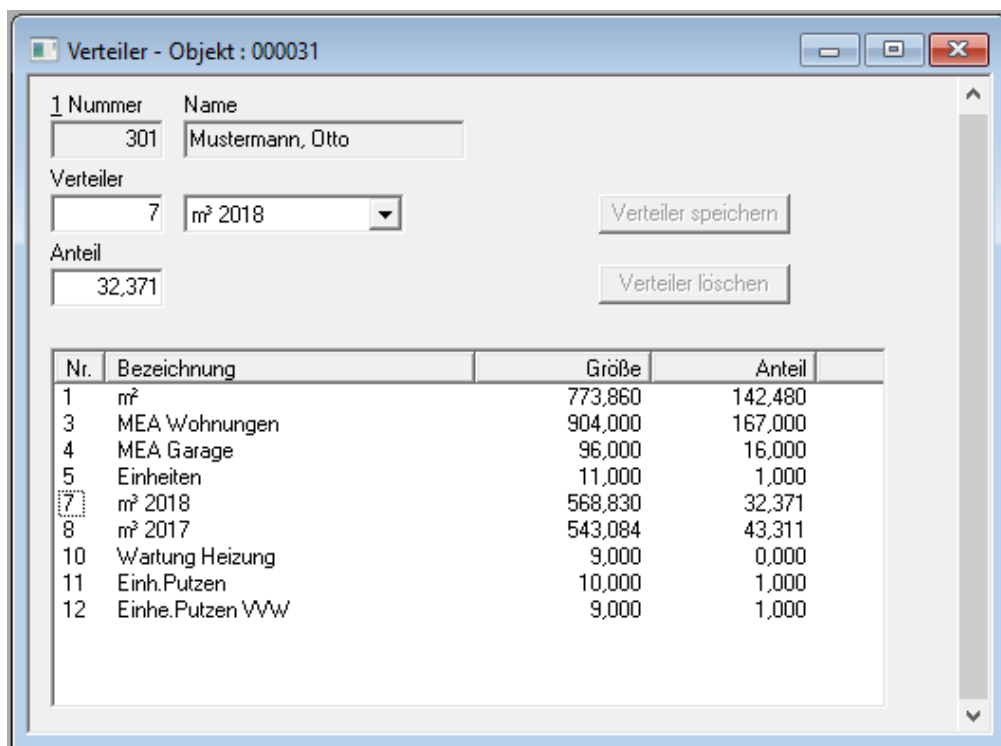 Verteiler - Objekt : 000031
1 Nummer Name
301 Mustermann, Otto
Verteiler
7 m³ 2018 Verteiler speichern
Anteil
32,371 Verteiler löschen
Nr. Bezeichnung Größe Anteil
1 m² 773,860 142,480
3 MEA Wohnungen 904,000 167,000
4 MEA Garage 96,000 16,000
5 Einheiten 11,000 1,000
7 m³ 2018 568,830 32,371
8 m³ 2017 543,084 43,311
10 Wartung Heizung 9,000 0,000
11 Einh.Putzen 10,000 1,000
12 Einhe.Putzen VVW 9,000 1,000